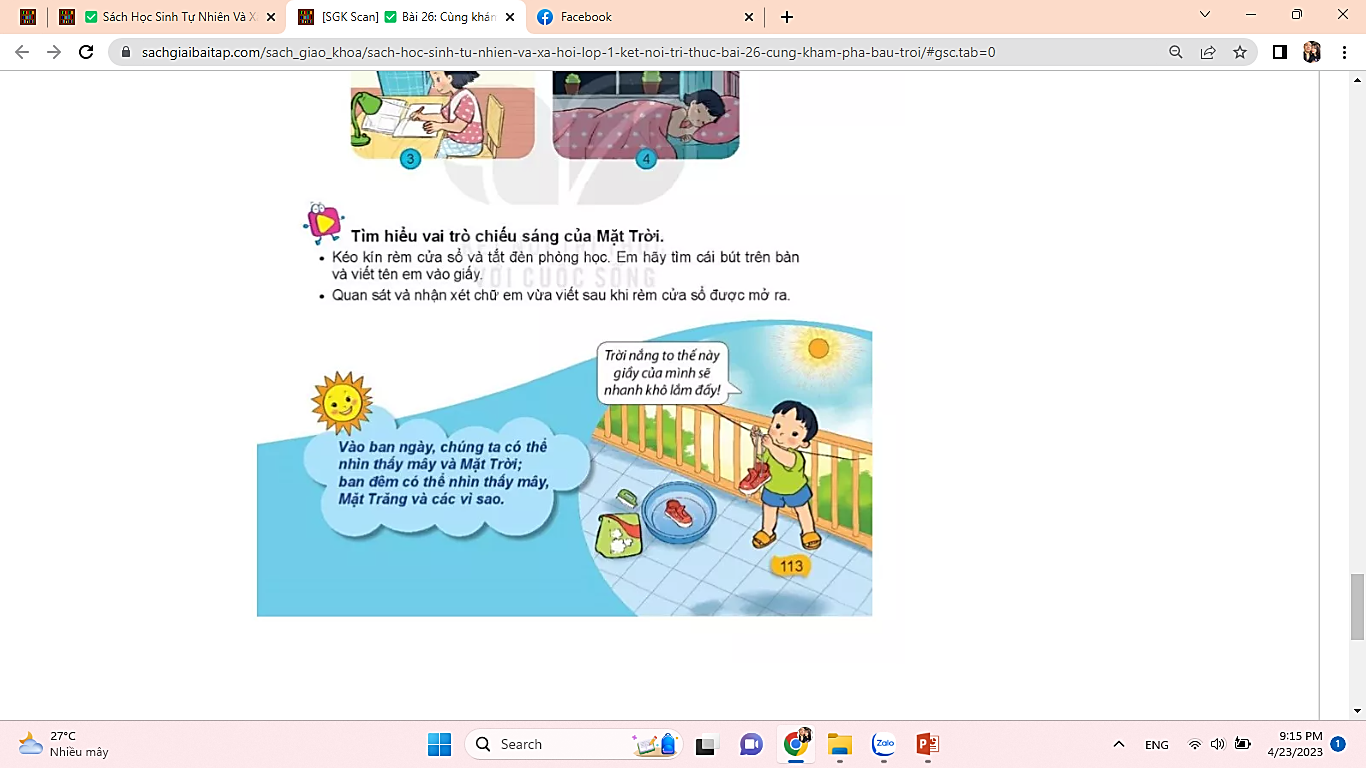 Sách Học Sinh Tự Nhiên Và X
[SGK Scan] ✅ Bài 26: Cùng khán
Facebook
sachgiaibaitap.com/sach_giao_khoa/sach-hoc-sinh-tu-nhien-va-xa-hoi-lop-1-ket-noi-tri-thuc-bai-26-cung-kham-pha-bau-troi/#gsc.tab=0
3
4
Tìm hiểu vai trò chiếu sáng của Mặt Trời.
• Kéo kín rèm cửa sổ và tắt đèn phòng học. Em hãy tìm cái bút trên bàn
và viết tên em vào giấy.
VỚI CUỘC SỐNG
• Quan sát và nhận xét chữ em vừa viết sau khi rèm cửa sổ được mở ra.
Trời nắng to thế này
giầy của mình sẽ
nhanh khô lắm đấy!
Vào ban ngày, chúng ta có thể
nhìn thấy mây và Mặt Trời;
ban đêm có thể nhìn thấy mây,
Mặt Trăng và các vì sao.
113
27°C
Nhiều mây
Search
Zalo
ENG
9:15 PM
4/23/2023
1